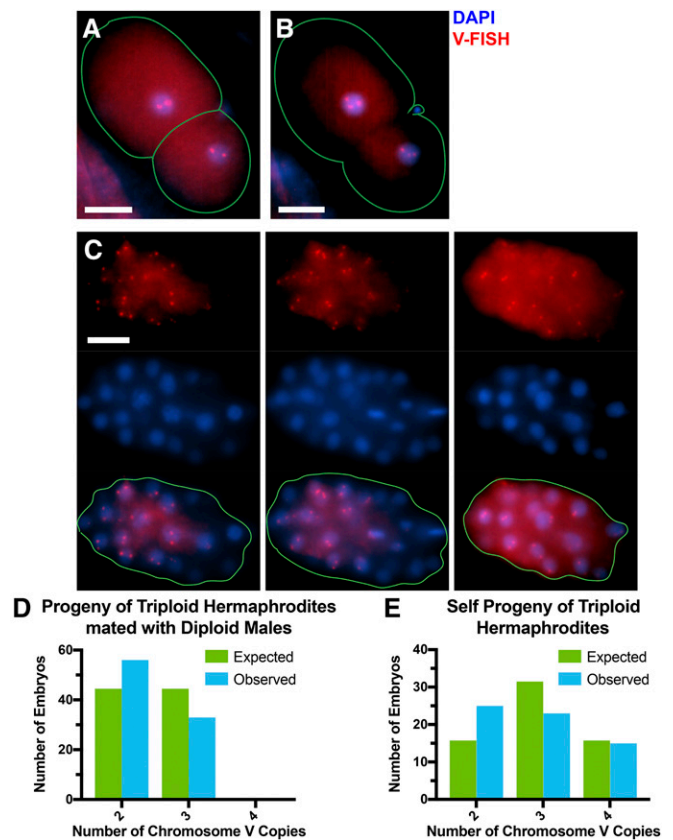 A
B
DAPI
V-FISH
C
D Progeny of Triploid Hermaphrodites
mated with Diploid Males
Expected
Observed
Number of Embryos
60
40
20
0
2
3
4
Number of Chromosome V Copies
E Self Progeny of Triploid
Hermaphrodites
Expected
Observed
Number of Embryos
40
30
20
10
0
2
3
4
Number of Chromosome V Copies